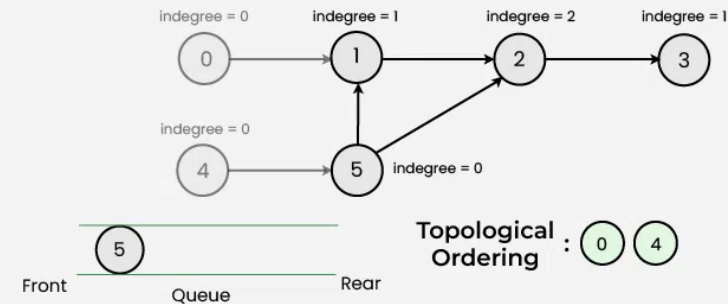 indegree = 0
indegree = 1
indegree = 2
indegree = 1
0
1
2
3
indegree = 0
4
5
indegree = 0
5
Front
Queue
Rear
Topological
Ordering
:
0
4